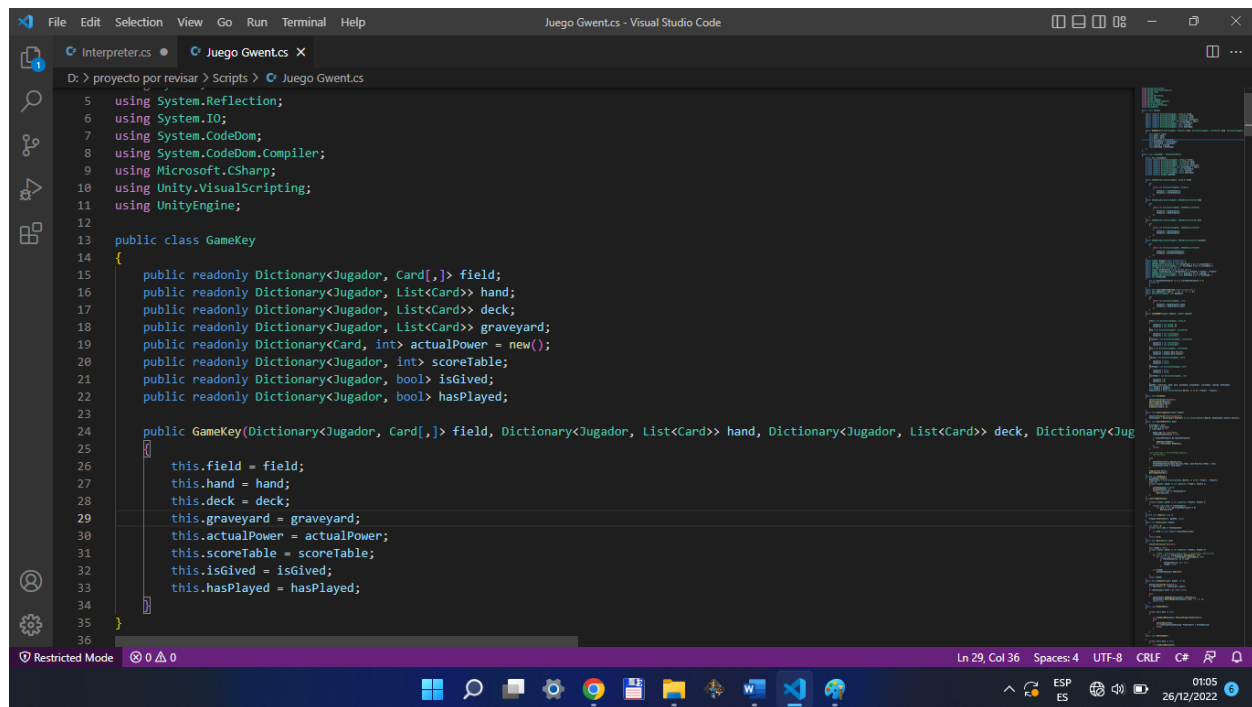 File Edit Selection View Go Run Terminal Help Juego Gwent.cs - Visual Studio Code
Interpreter.cs Juego Gwent.cs
D: > proyecto por revisar > Scripts > Juego Gwent.cs
5 using System.Reflection;
6 using System.IO;
7 using System.CodeDom;
8 using System.CodeDom.Compiler;
9 using Microsoft.CSharp;
10 using Unity.VisualScripting;
11 using UnityEngine;
12
13 public class GameKey
14 {
15 public readonly Dictionary<Jugador, Card[,]> field;
16 public readonly Dictionary<Jugador, List<Card>> hand;
17 public readonly Dictionary<Jugador, List<Card>> deck;
18 public readonly Dictionary<Jugador, List<Card>> graveyard;
19 public readonly Dictionary<Card, int> actualPower = new();
20 public readonly Dictionary<Jugador, int> scoreTable;
21 public readonly Dictionary<Jugador, bool> isGived;
22 public readonly Dictionary<Jugador, bool> hasPlayed;
23
24 public GameKey(Dictionary<Jugador, Card[,]> field, Dictionary<Jugador, List<Card>> hand, Dictionary<Jugador, List<Card>> deck, Dictionary<Jug
25 {
26 this.field = field;
27 this.hand = hand;
28 this.deck = deck;
29 this.graveyard = graveyard;
30 this.actualPower = actualPower;
31 this.scoreTable = scoreTable;
32 this.isGived = isGived;
33 this.hasPlayed = hasPlayed;
34 }
35 }
36
Restricted Mode 0 0 Ln 29, Col 36 Spaces: 4 UTF-8 CRLF C#
ESP 01:05
ES 26/12/2022 6